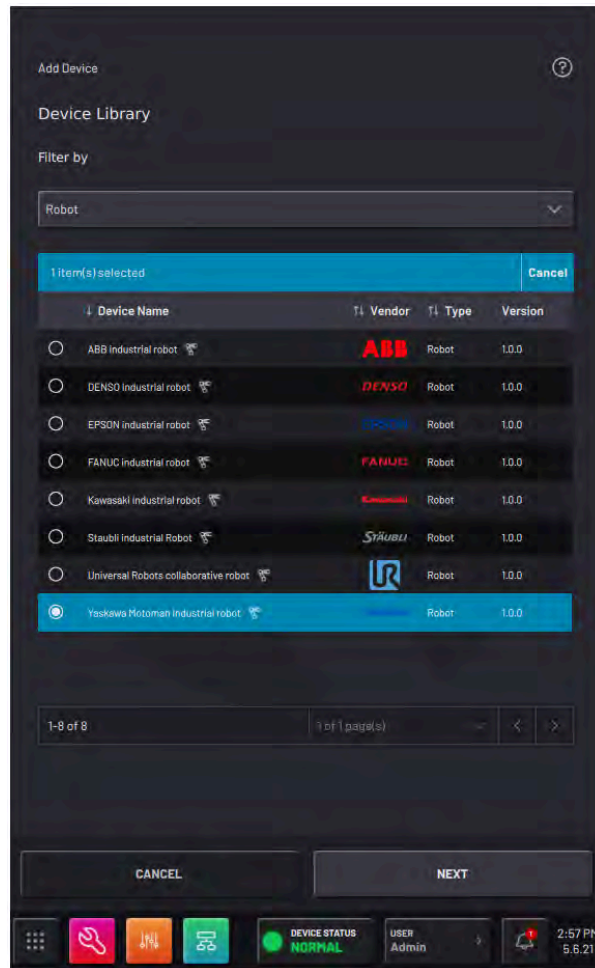 Add Device
?
Device Library
Filter by
Robot
1 item(s) selected Cancel
↓ Device Name ↑↓ Vendor ↑↓ Type Version
ABB industrial robot ABB Robot 1.0.0
DENSO industrial robot DENSO Robot 1.0.0
EPSON industrial robot EPSON Robot 1.0.0
FANUC industrial robot FANUC Robot 1.0.0
Kawasaki industrial robot Kawasaki Robot 1.0.0
Staubli industrial Robot STÄUBLI Robot 1.0.0
Universal Robots collaborative robot UR Robot 1.0.0
Yaskawa Motoman industrial robot Robot 1.0.0
1-8 of 8 1 of 1 page(s)
CANCEL NEXT
DEVICE STATUS USER 2:57 PM
NORMAL Admin 5.6.21